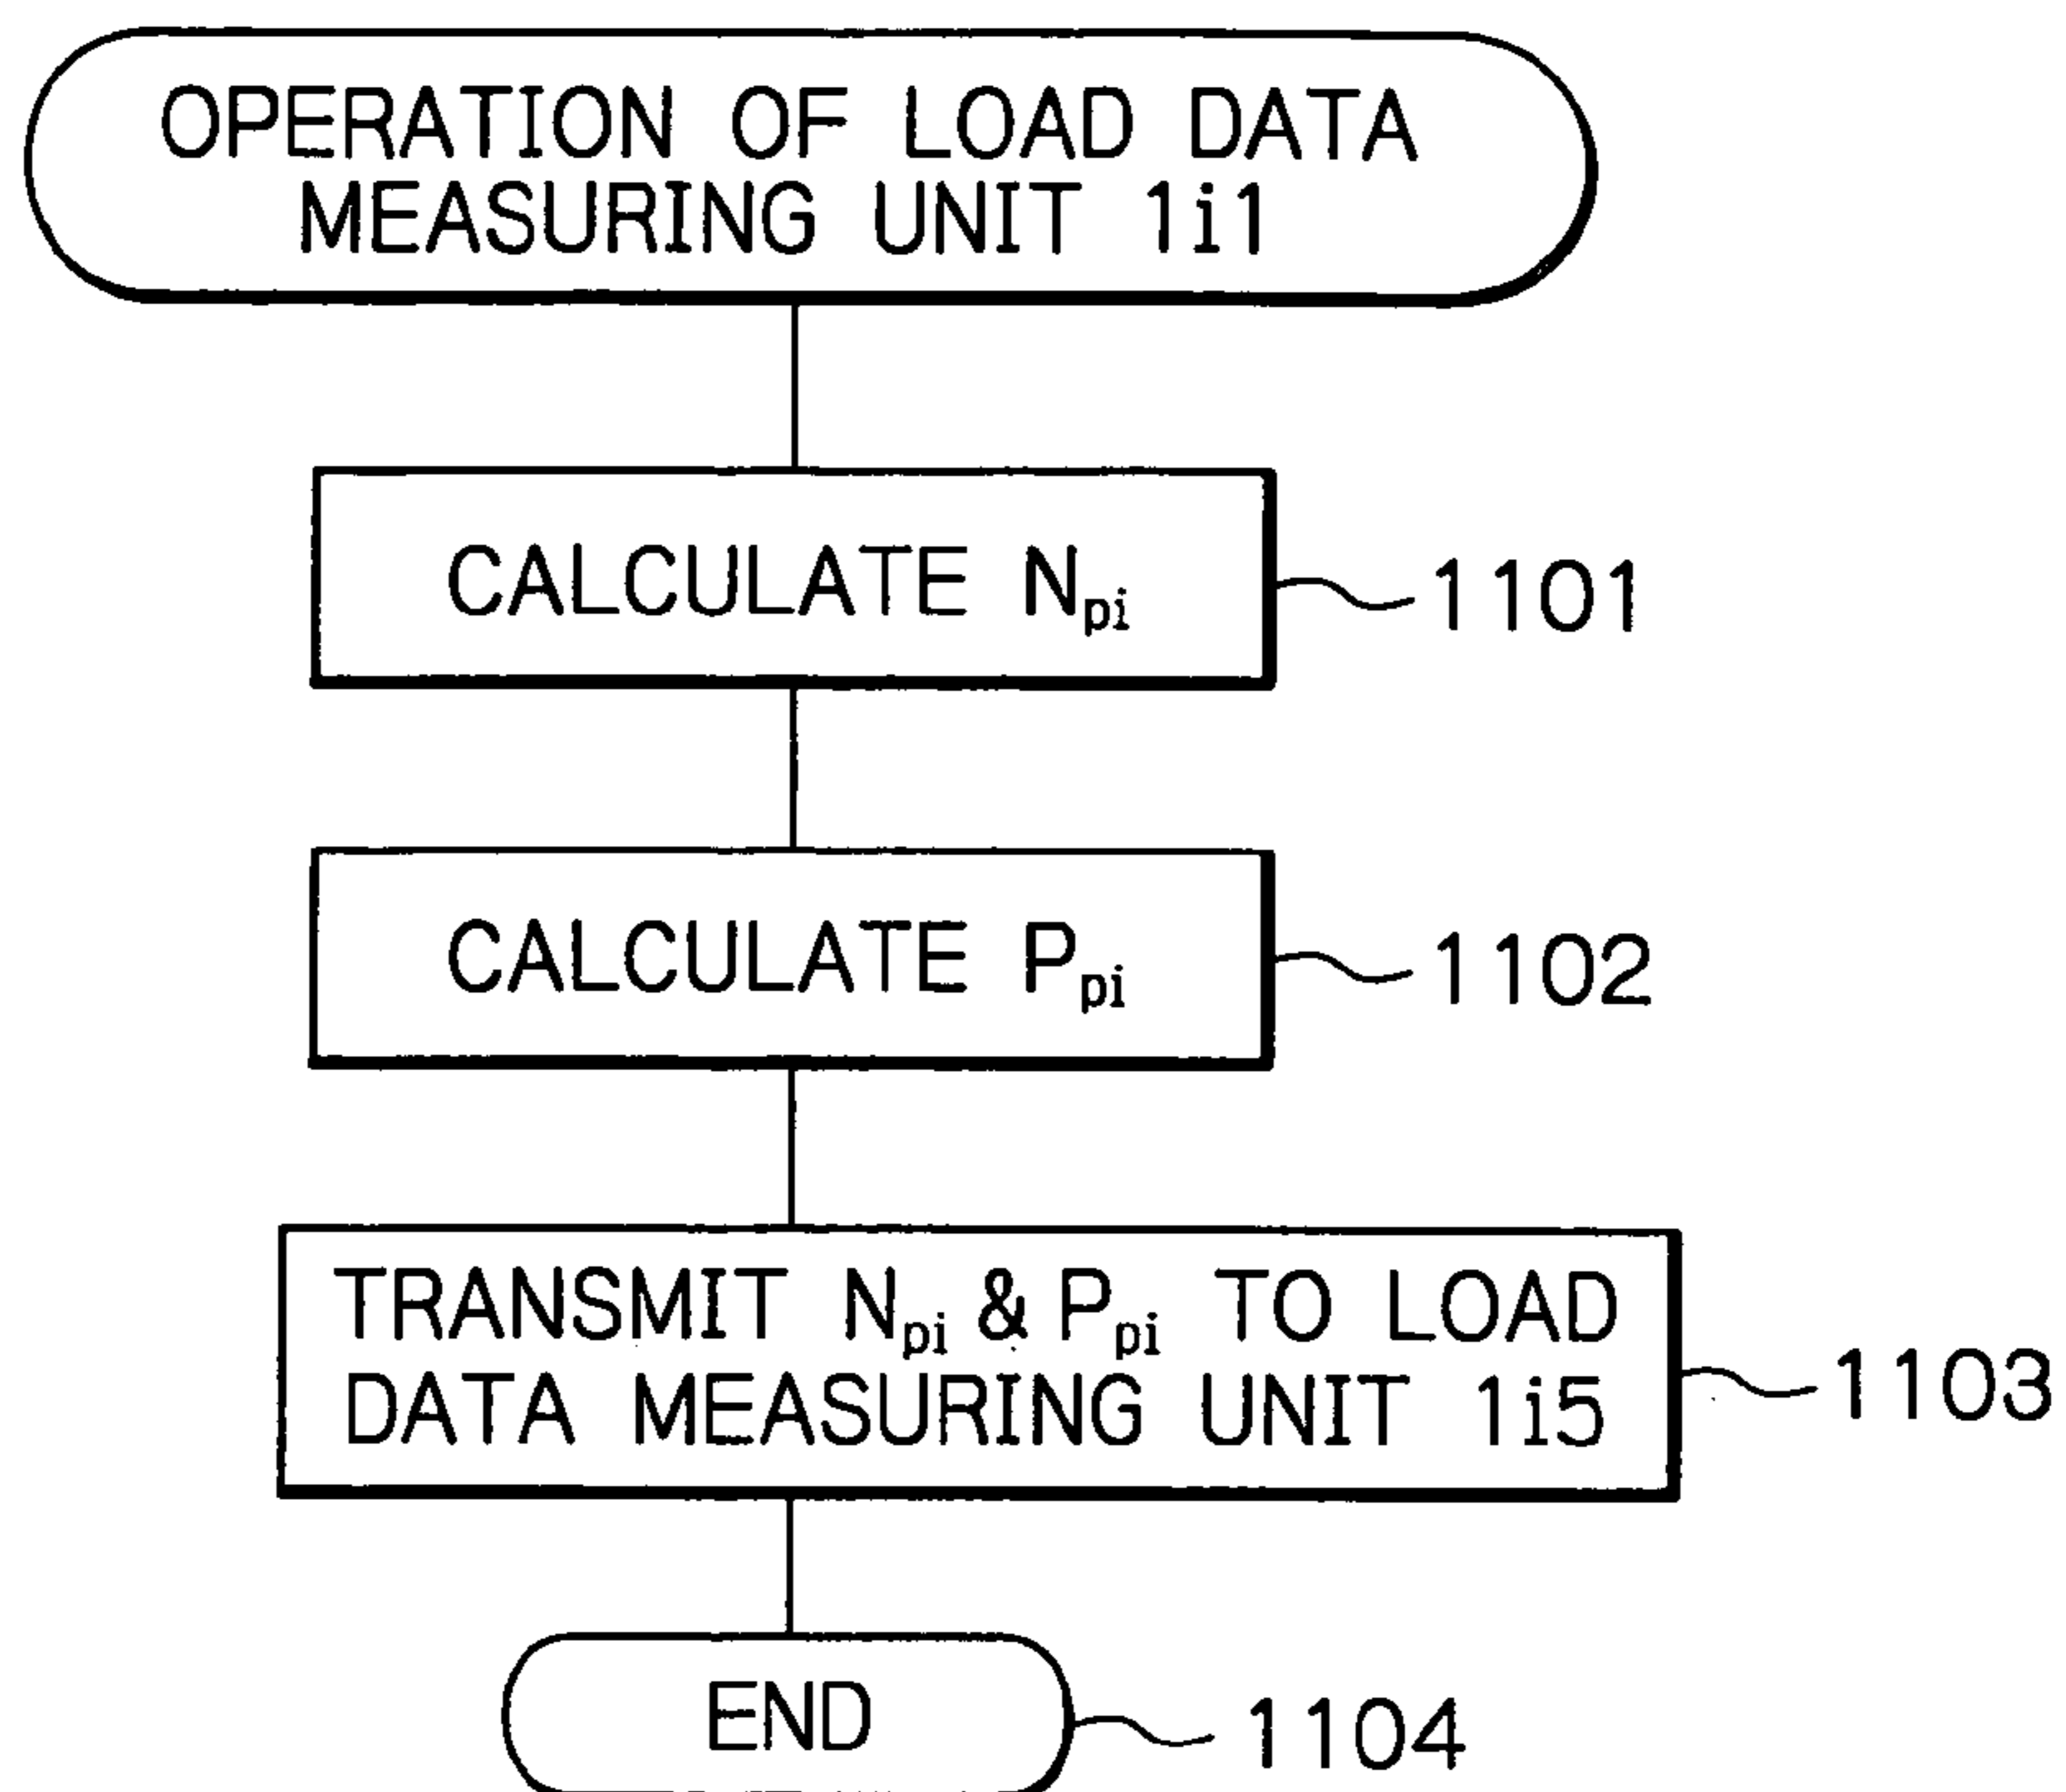 OPERATION OF LOAD DATA
MEASURING UNIT 1i1
CALCULATE Npi
1101
CALCULATE Ppi
1102
TRANSMIT Npi & Ppi TO LOAD
DATA MEASURING UNIT 1i5
1103
END
1104